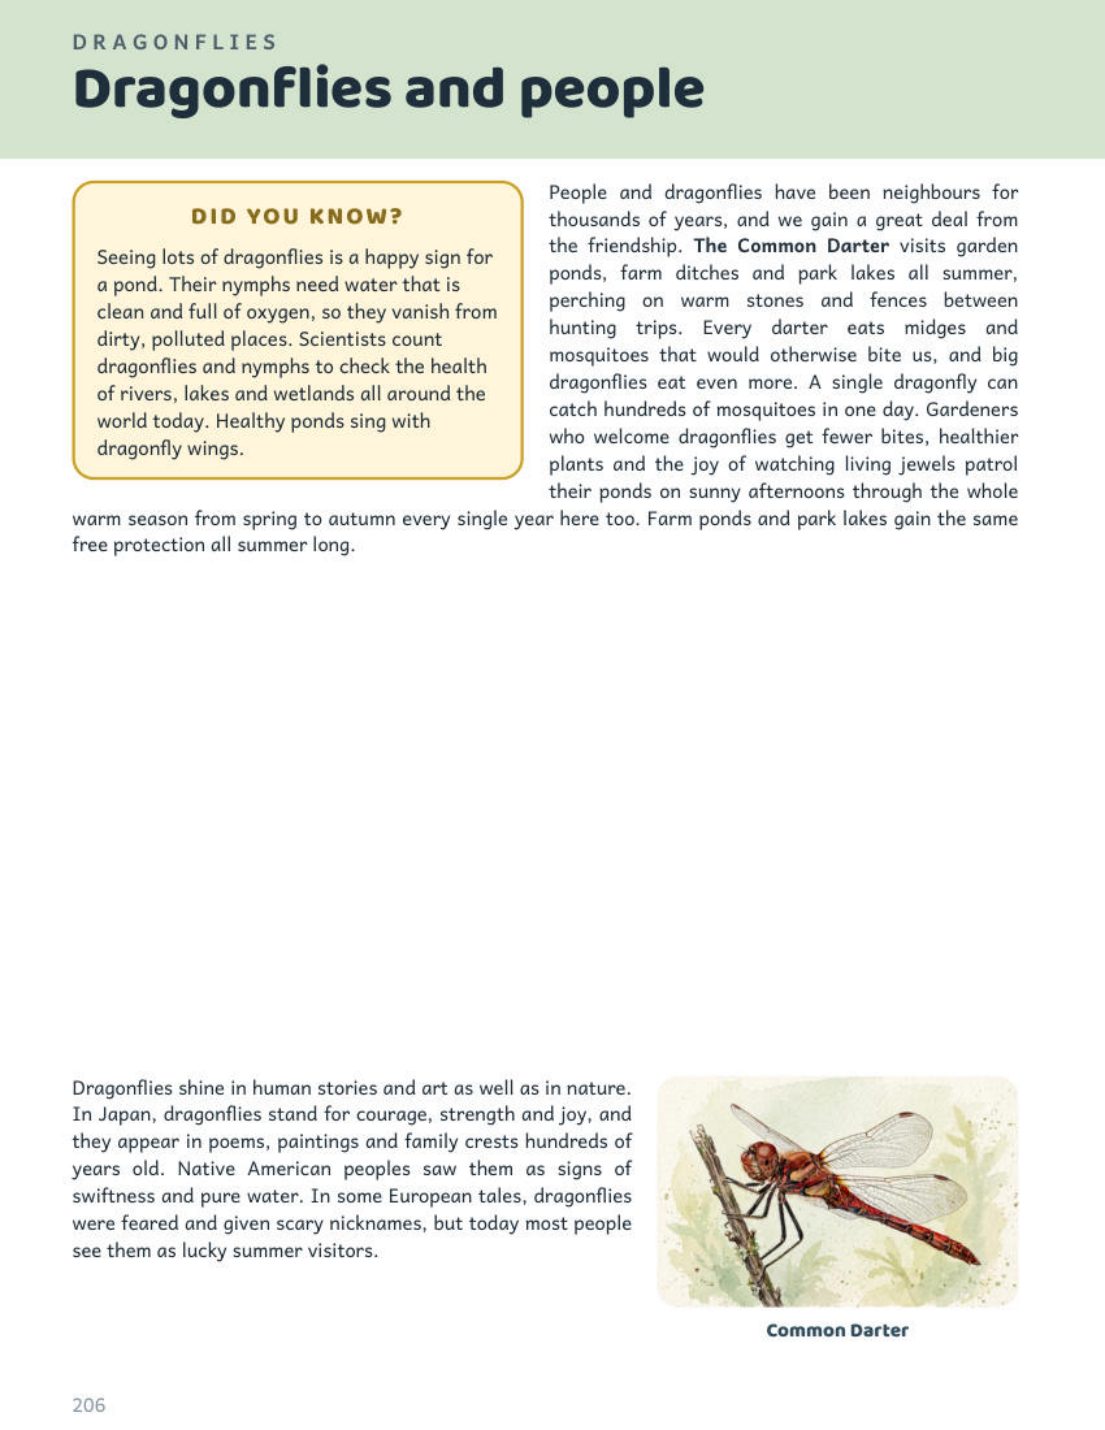 DRAGONFLIES
Dragonflies and people
DID YOU KNOW?
Seeing lots of dragonflies is a happy sign for
a pond. Their nymphs need water that is
clean and full of oxygen, so they vanish from
dirty, polluted places. Scientists count
dragonflies and nymphs to check the health
of rivers, lakes and wetlands all around the
world today. Healthy ponds sing with
dragonfly wings.
People and dragonflies have been neighbours for
thousands of years, and we gain a great deal from
the friendship. The Common Darter visits garden
ponds, farm ditches and park lakes all summer,
perching on warm stones and fences between
hunting trips. Every darter eats midges and
mosquitoes that would otherwise bite us, and big
dragonflies eat even more. A single dragonfly can
catch hundreds of mosquitoes in one day. Gardeners
who welcome dragonflies get fewer bites, healthier
plants and the joy of watching living jewels patrol
their ponds on sunny afternoons through the whole
warm season from spring to autumn every single year here too. Farm ponds and park lakes gain the same
free protection all summer long.
Dragonflies shine in human stories and art as well as in nature.
In Japan, dragonflies stand for courage, strength and joy, and
they appear in poems, paintings and family crests hundreds of
years old. Native American peoples saw them as signs of
swiftness and pure water. In some European tales, dragonflies
were feared and given scary nicknames, but today most people
see them as lucky summer visitors.
Common Darter
206